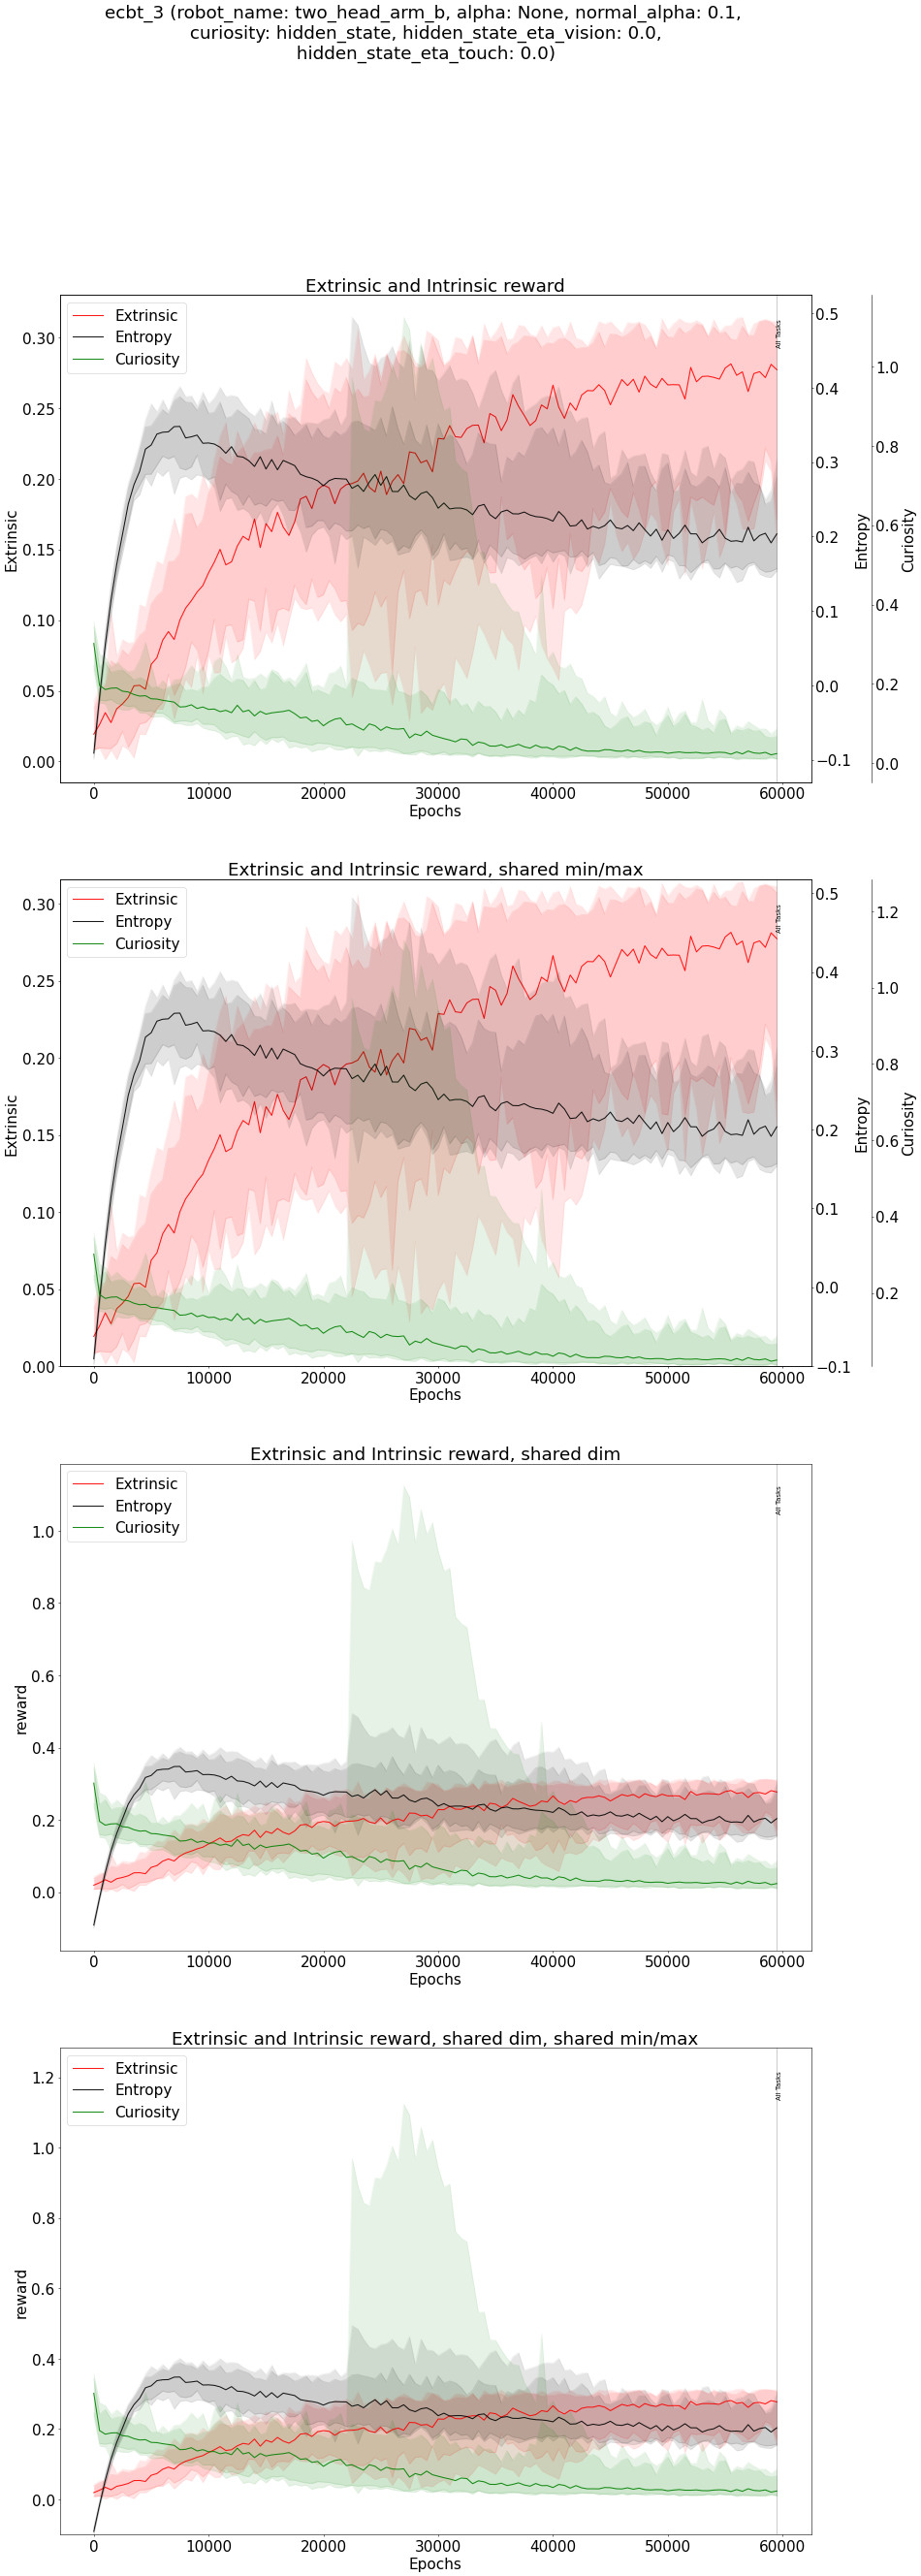 ecbt_3 (robot_name: two_head_arm_b, alpha: None, normal_alpha: 0.1,
curiosity: hidden_state, hidden_state_eta_vision: 0.0,
hidden_state_eta_touch: 0.0)
Extrinsic and Intrinsic reward
Extrinsic
Entropy
Curiosity
All Tasks
0.30
0.25
0.20
0.15
0.10
0.05
0.00
Extrinsic
0.5
0.4
0.3
0.2
0.1
0.0
−0.1
Entropy
1.0
0.8
0.6
0.4
0.2
0.0
Curiosity
0 10000 20000 30000 40000 50000 60000
Epochs
Extrinsic and Intrinsic reward, shared min/max
Extrinsic
Entropy
Curiosity
All Tasks
0.30
0.25
0.20
0.15
0.10
0.05
0.00
Extrinsic
0.5
0.4
0.3
0.2
0.1
0.0
−0.1
Entropy
1.2
1.0
0.8
0.6
0.4
0.2
Curiosity
0 10000 20000 30000 40000 50000 60000
Epochs
Extrinsic and Intrinsic reward, shared dim
Extrinsic
Entropy
Curiosity
All Tasks
1.0
0.8
0.6
0.4
0.2
0.0
reward
0 10000 20000 30000 40000 50000 60000
Epochs
Extrinsic and Intrinsic reward, shared dim, shared min/max
Extrinsic
Entropy
Curiosity
All Tasks
1.2
1.0
0.8
0.6
0.4
0.2
0.0
reward
0 10000 20000 30000 40000 50000 60000
Epochs